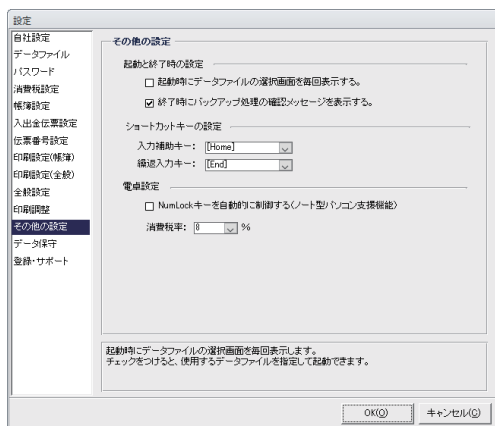 設定
自社設定
データファイル
パスワード
消費税設定
帳簿設定
入出金伝票設定
伝票番号設定
印刷設定(帳簿)
印刷設定(全般)
全般設定
印刷調整
その他の設定
データ保守
登録・サポート
その他の設定
起動と終了時の設定
起動時にデータファイルの選択画面を毎回表示する。
終了時にバックアップ処理の確認メッセージを表示する。
ショートカットキーの設定
入力補助キー: [Home]
繰返入力キー: [End]
電卓設定
NumLockキーを自動的に制御する(ノート型パソコン支援機能)
消費税率: 8 %
起動時にデータファイルの選択画面を毎回表示します。
チェックをつけると、使用するデータファイルを指定して起動できます。
OK(O) キャンセル(C)